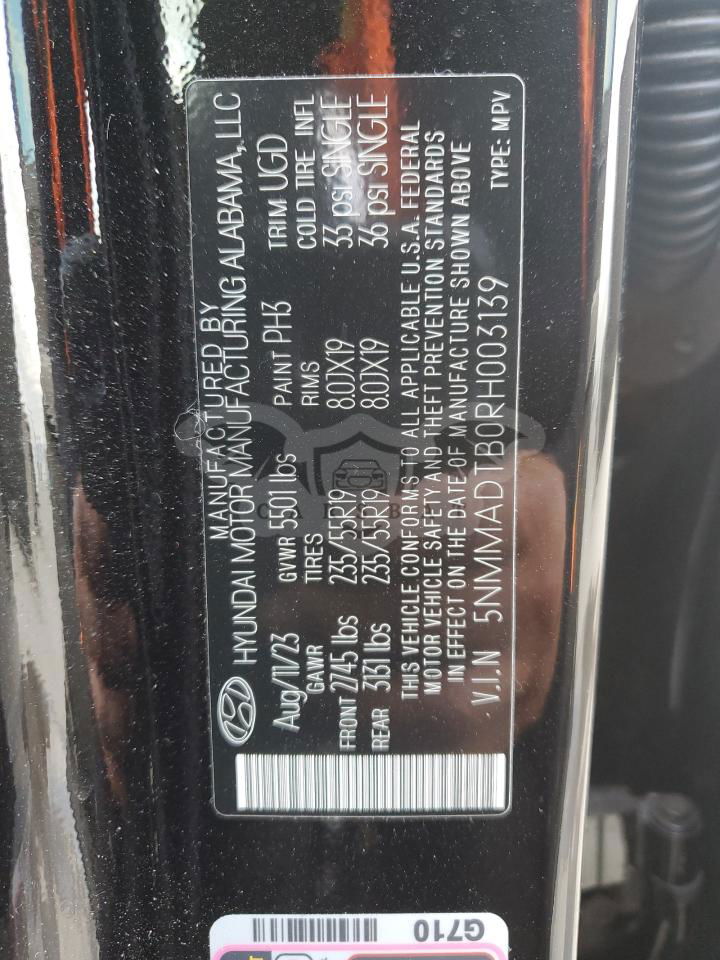 MANUFACTURED BY
HYUNDAI MOTOR MANUFACTURING ALABAMA, LLC
Aug/11/23 GVWR 5501 lbs PAINT PH3 TRIM UGD
GAWR TIRES RIMS COLD TIRE INFL
FRONT 2745 lbs 235/55R19 8.0JX19 33 psi SINGLE
REAR 3131 lbs 235/55R19 8.0JX19 36 psi SINGLE
THIS VEHICLE CONFORMS TO ALL APPLICABLE U.S.A. FEDERAL
MOTOR VEHICLE SAFETY AND THEFT PREVENTION STANDARDS
IN EFFECT ON THE DATE OF MANUFACTURE SHOWN ABOVE
V.I.N 5NMMADTB0RH003139 TYPE: MPV
G710